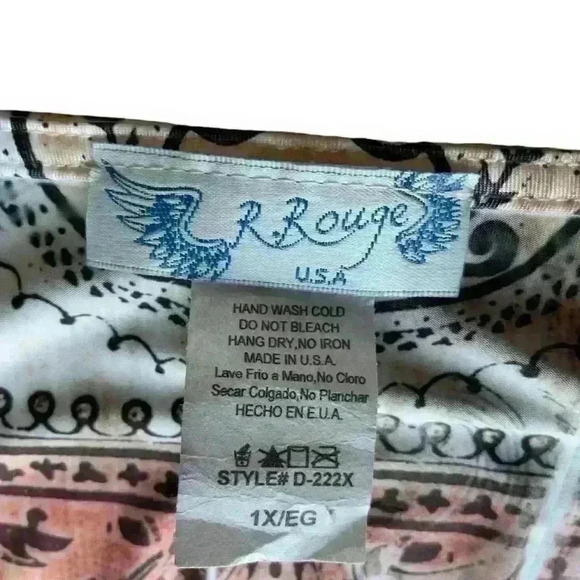 R.Rouge
U.S.A
HAND WASH COLD
DO NOT BLEACH
HANG DRY,NO IRON
MADE IN U.S.A.
Lave Frio a Mano,No Cloro
Secar Colgado,No Planchar
HECHO EN E.U.A.
STYLE# D-222X
1X/EG